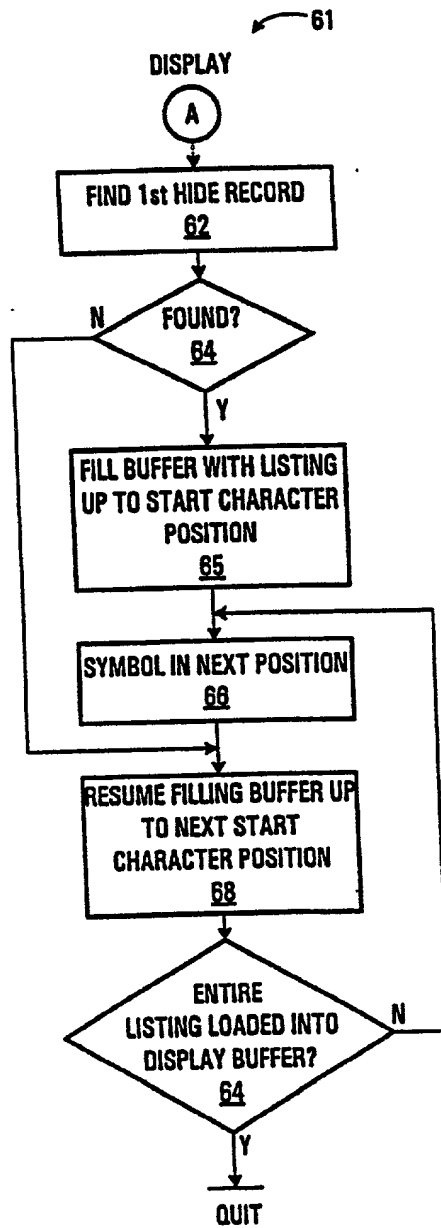 61
DISPLAY
A
FIND 1st HIDE RECORD
62
N
FOUND?
64
Y
FILL BUFFER WITH LISTING
UP TO START CHARACTER
POSITION
65
SYMBOL IN NEXT POSITION
66
RESUME FILLING BUFFER UP
TO NEXT START
CHARACTER POSITION
68
ENTIRE
LISTING LOADED INTO
DISPLAY BUFFER?
64
N
Y
QUIT